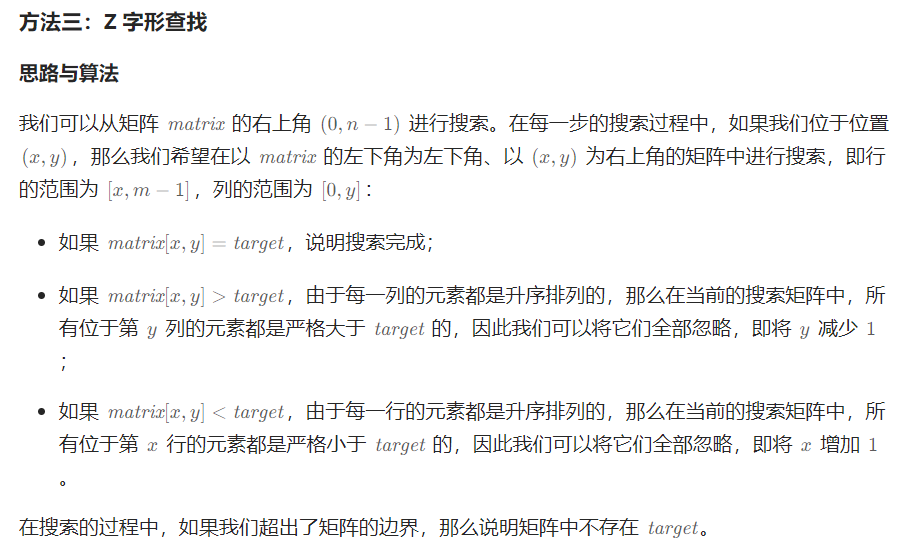 方法三：Z 字形查找
思路与算法
我们可以从矩阵 matrix 的右上角 (0, n − 1) 进行搜索。在每一步的搜索过程中，如果我们位于位置
(x, y)，那么我们希望在以 matrix 的左下角为左下角、以 (x, y) 为右上角的矩阵中进行搜索，即行
的范围为 [x, m − 1]，列的范围为 [0, y]：
• 如果 matrix[x, y] = target，说明搜索完成；
• 如果 matrix[x, y] > target，由于每一列的元素都是升序排列的，那么在当前的搜索矩阵中，所
有位于第 y 列的元素都是严格大于 target 的，因此我们可以将它们全部忽略，即将 y 减少 1
；
• 如果 matrix[x, y] < target，由于每一行的元素都是升序排列的，那么在当前的搜索矩阵中，所
有位于第 x 行的元素都是严格小于 target 的，因此我们可以将它们全部忽略，即将 x 增加 1
。
在搜索的过程中，如果我们超出了矩阵的边界，那么说明矩阵中不存在 target。